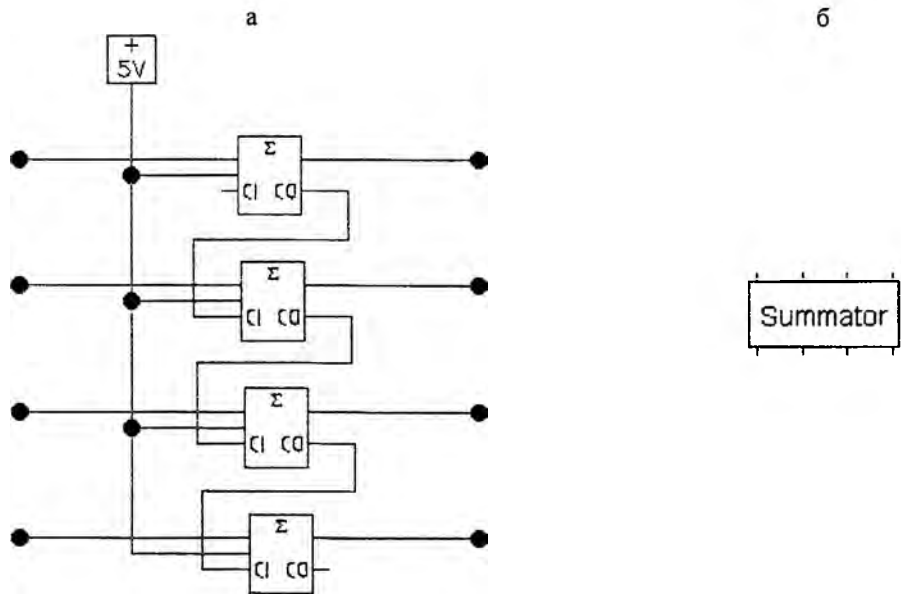 а
б
+
5V
Σ
CI CO
Σ
CI CO
Summator
Σ
CI CO
Σ
CI CO